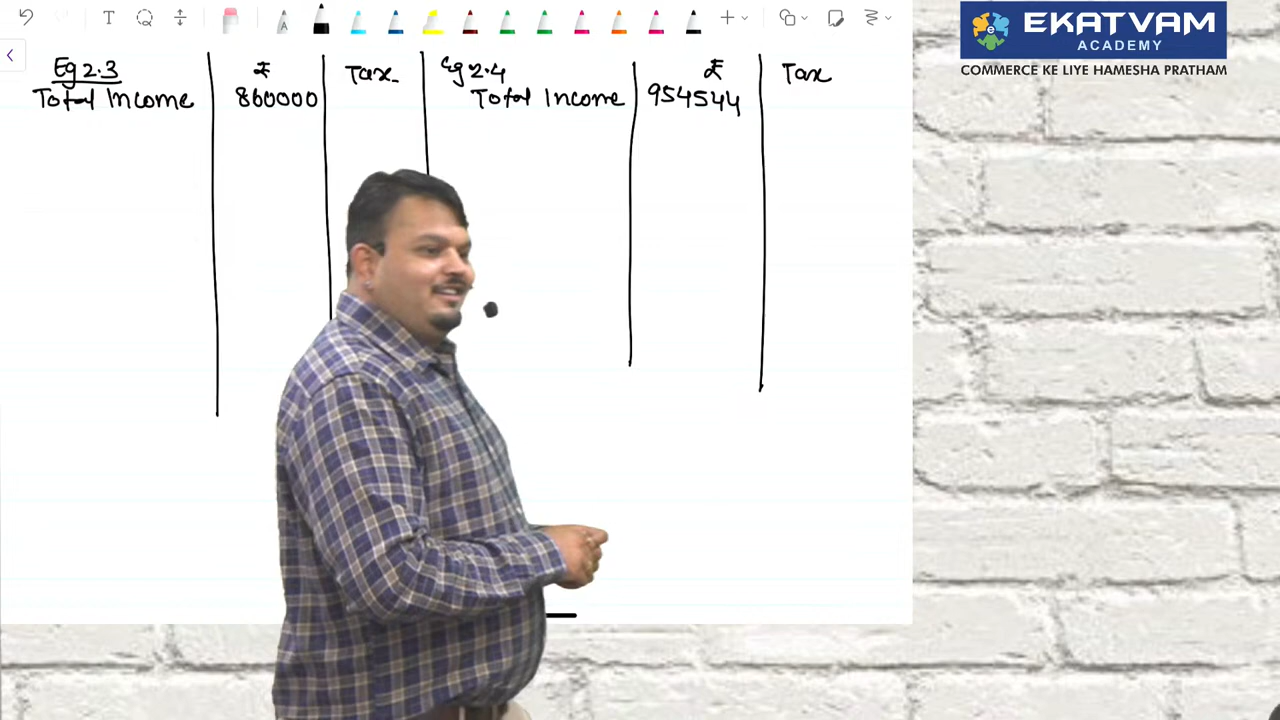 EKATVAM
ACADEMY
COMMERCE KE LIYE HAMESHA PRATHAM
Eg 2.3
₹
Tax
Total Income
860000
Eg 2.4
₹
Tax
Total Income
954544